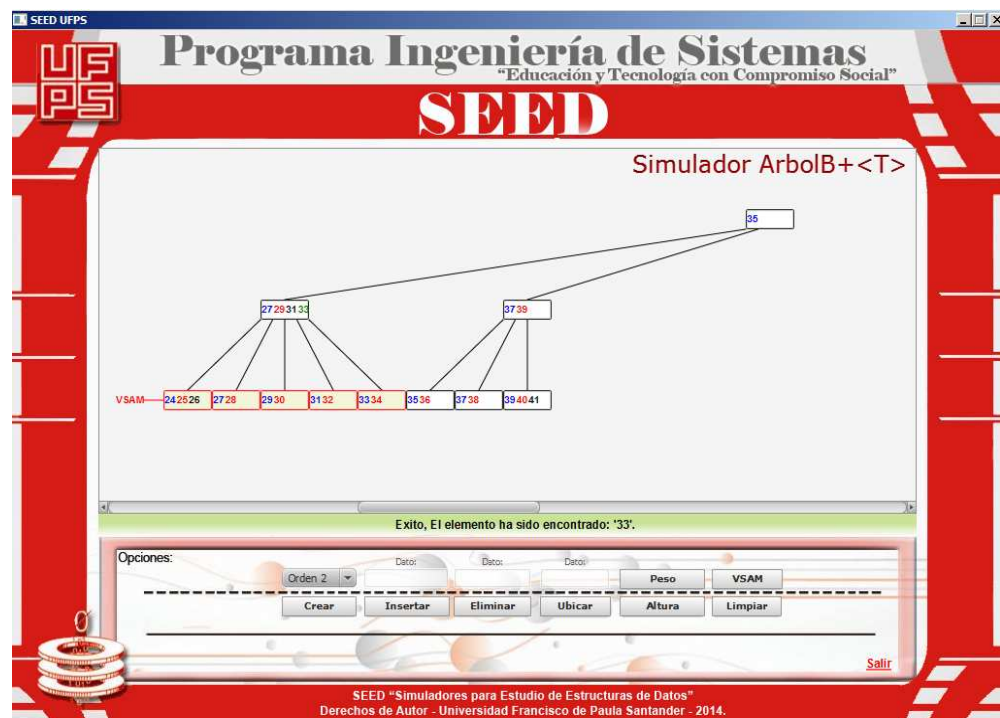 SEED UFPS
UFPS
Programa Ingeniería de Sistemas
“Educación y Tecnología con Compromiso Social”
SEED
Simulador ArbolB+<T>
35
27 29 31 33
37 39
VSAM
24 25 26
27 28
29 30
31 32
33 34
35 36
37 38
39 40 41
Exito, El elemento ha sido encontrado: '33'.
Opciones:
Dato:
Dato:
Dato:
Orden 2
Peso
VSAM
Crear
Insertar
Eliminar
Ubicar
Altura
Limpiar
Salir
SEED “Simuladores para Estudio de Estructuras de Datos”
Derechos de Autor - Universidad Francisco de Paula Santander - 2014.